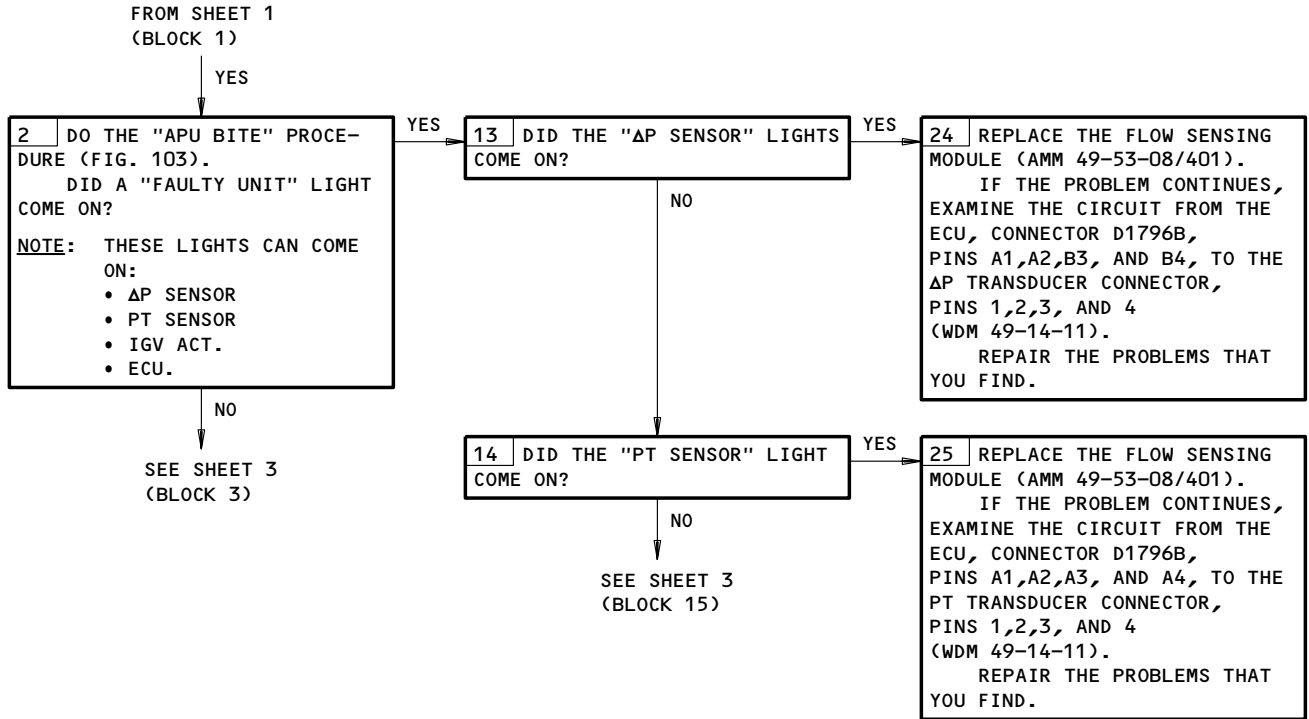 FROM SHEET 1
(BLOCK 1)
YES
2 DO THE "APU BITE" PROCE-
DURE (FIG. 103).
DID A "FAULTY UNIT" LIGHT
COME ON?
NOTE: THESE LIGHTS CAN COME
ON:
• ΔP SENSOR
• PT SENSOR
• IGV ACT.
• ECU.
NO
SEE SHEET 3
(BLOCK 3)
YES
13 DID THE "ΔP SENSOR" LIGHTS
COME ON?
NO
YES
24 REPLACE THE FLOW SENSING
MODULE (AMM 49-53-08/401).
IF THE PROBLEM CONTINUES,
EXAMINE THE CIRCUIT FROM THE
ECU, CONNECTOR D1796B,
PINS A1,A2,B3, AND B4, TO THE
ΔP TRANSDUCER CONNECTOR,
PINS 1,2,3, AND 4
(WDM 49-14-11).
REPAIR THE PROBLEMS THAT
YOU FIND.
14 DID THE "PT SENSOR" LIGHT
COME ON?
NO
SEE SHEET 3
(BLOCK 15)
YES
25 REPLACE THE FLOW SENSING
MODULE (AMM 49-53-08/401).
IF THE PROBLEM CONTINUES,
EXAMINE THE CIRCUIT FROM THE
ECU, CONNECTOR D1796B,
PINS A1,A2,A3, AND A4, TO THE
PT TRANSDUCER CONNECTOR,
PINS 1,2,3, AND 4
(WDM 49-14-11).
REPAIR THE PROBLEMS THAT
YOU FIND.